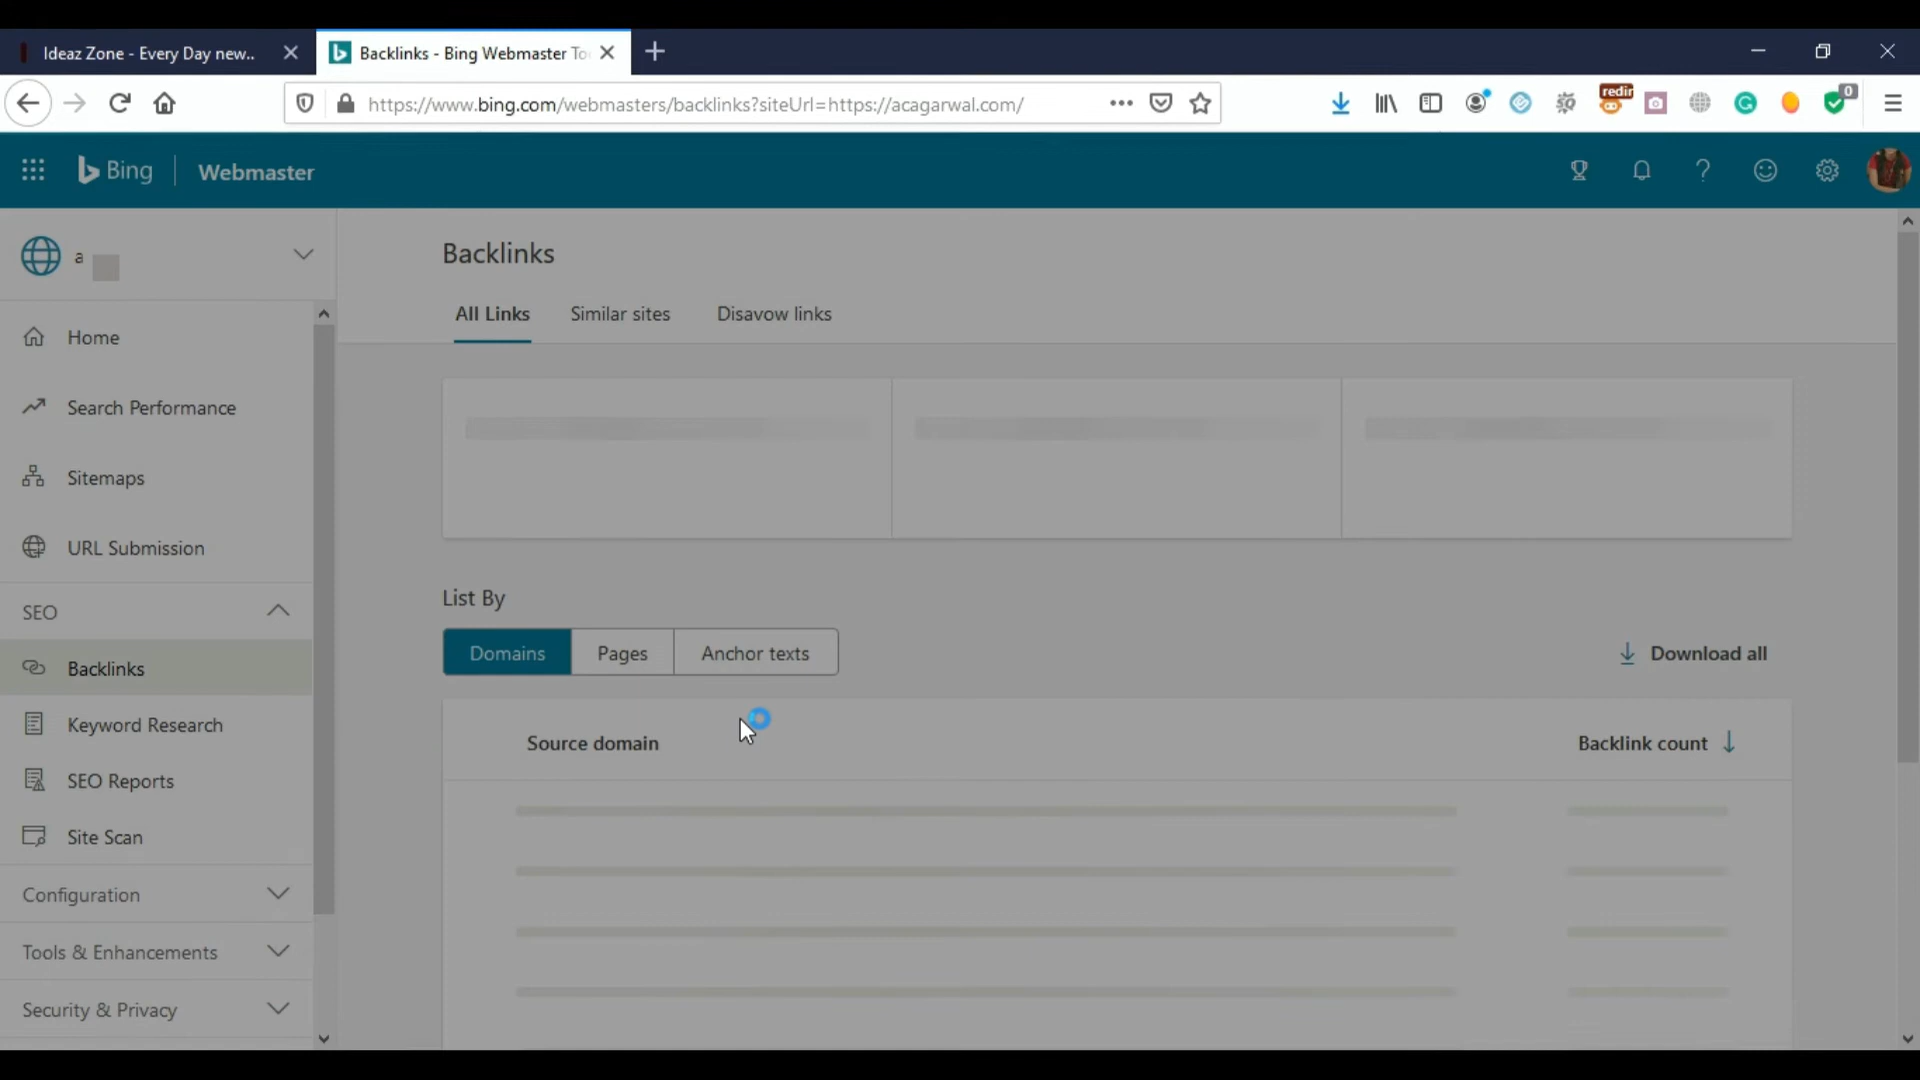 Ideaz Zone - Every Day new..
Backlinks - Bing Webmaster To
https://www.bing.com/webmasters/backlinks?siteUrl=https://acagarwal.com/
redir
0
Bing
Webmaster
a
Home
Search Performance
Sitemaps
URL Submission
SEO
Backlinks
Keyword Research
SEO Reports
Site Scan
Configuration
Tools & Enhancements
Security & Privacy
Backlinks
All Links
Similar sites
Disavow links
List By
Domains
Pages
Anchor texts
Download all
Source domain
Backlink count